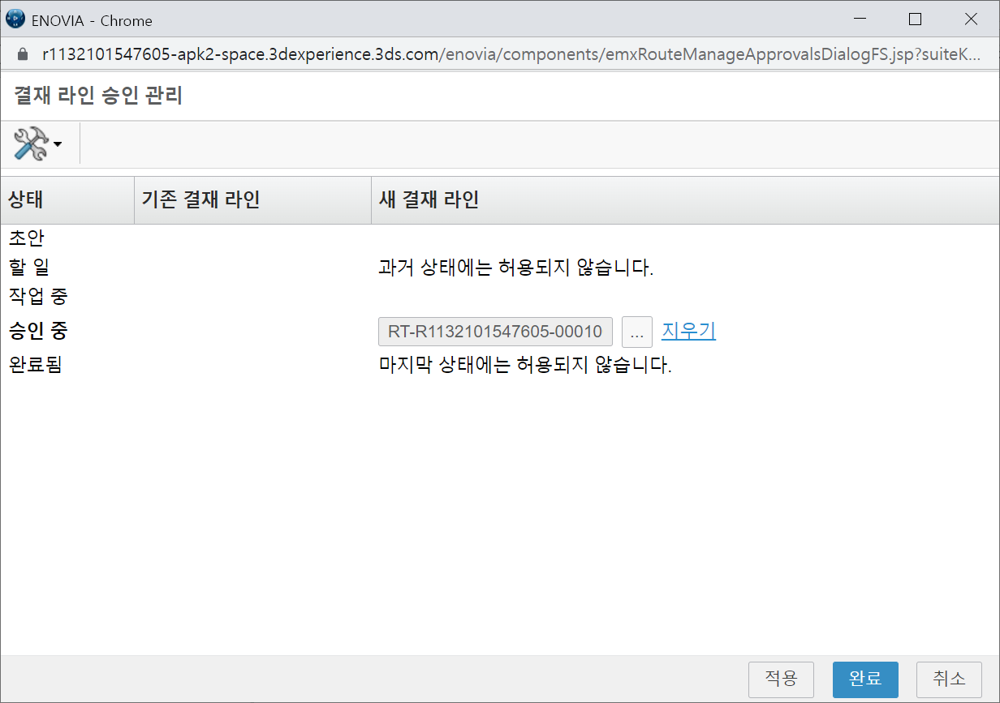 ENOVIA - Chrome
r1132101547605-apk2-space.3dexperience.3ds.com/enovia/components/emxRouteManageApprovalsDialogFS.jsp?suiteK...
결재 라인 승인 관리
상태 기존 결재 라인 새 결재 라인
초안
할 일 과거 상태에는 허용되지 않습니다.
작업 중
승인 중 RT-R1132101547605-00010 ... 지우기
완료됨 마지막 상태에는 허용되지 않습니다.
적용 완료 취소